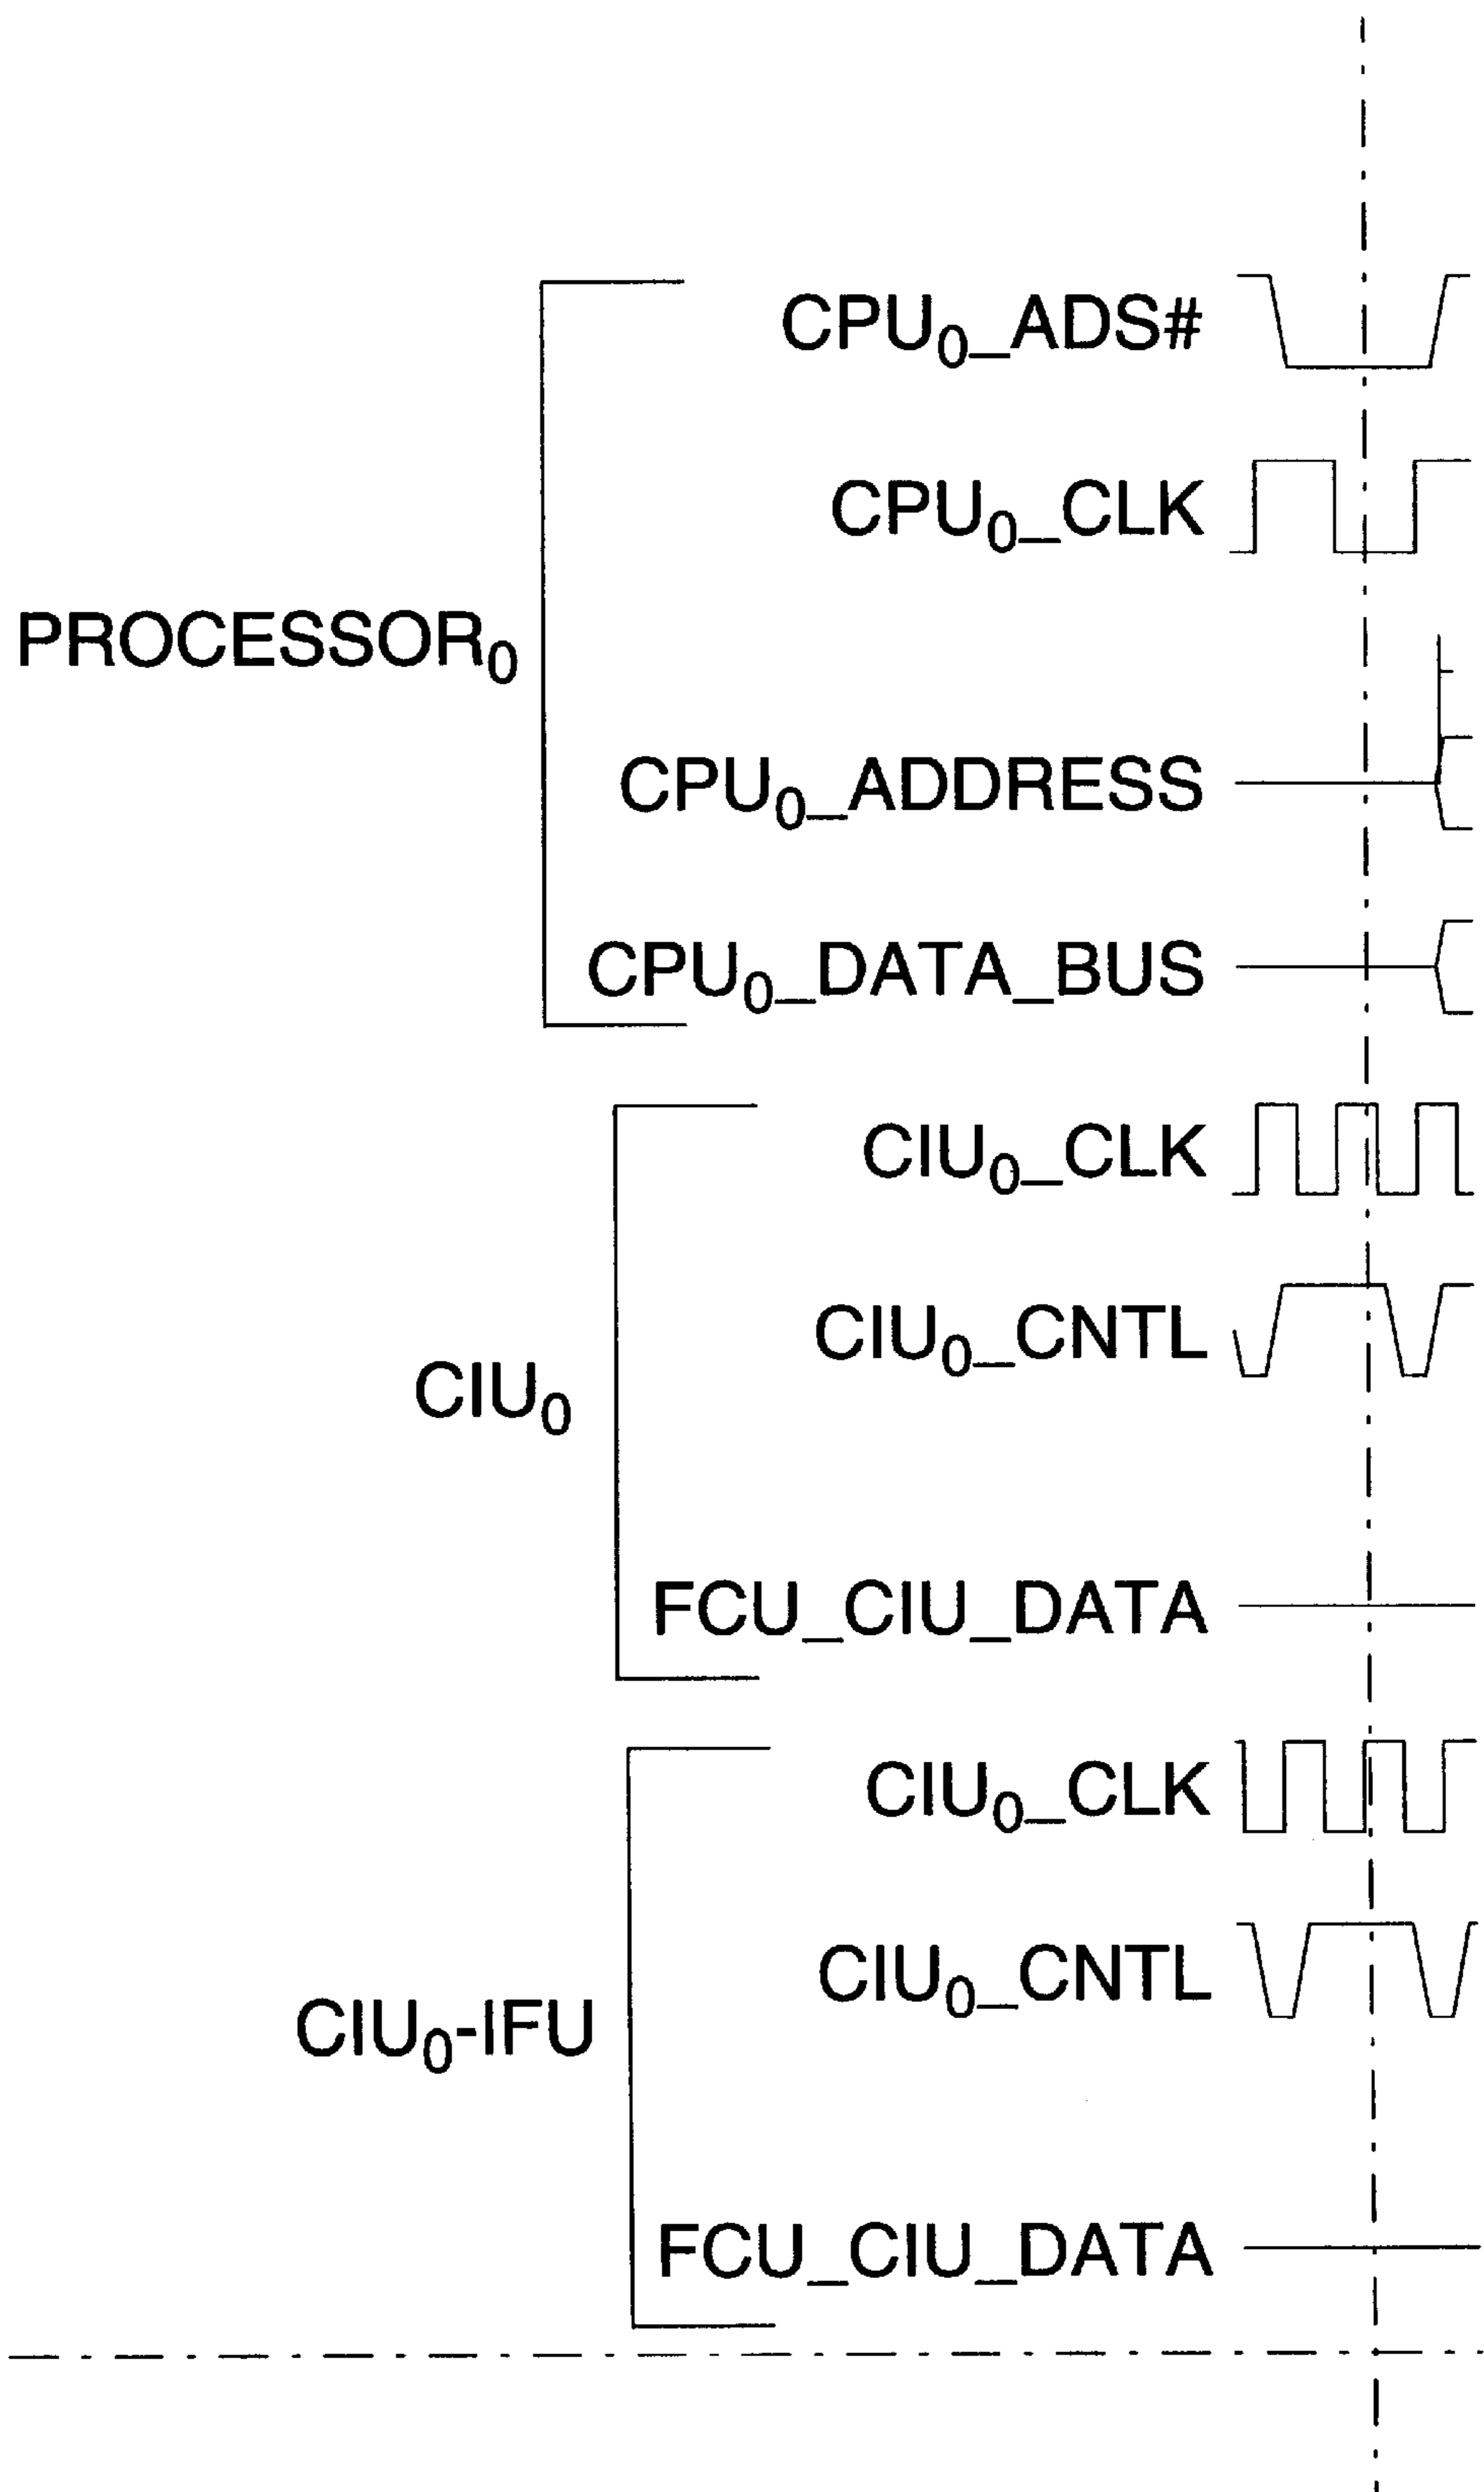 CPU₀_ADS#
CPU₀_CLK
PROCESSOR₀
CPU₀_ADDRESS
CPU₀_DATA_BUS
CIU₀_CLK
CIU₀_CNTL
CIU₀
FCU_CIU_DATA
CIU₀_CLK
CIU₀_CNTL
CIU₀-IFU
FCU_CIU_DATA